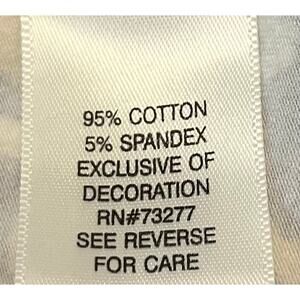 95% COTTON
5% SPANDEX
EXCLUSIVE OF
DECORATION
RN#73277
SEE REVERSE
FOR CARE